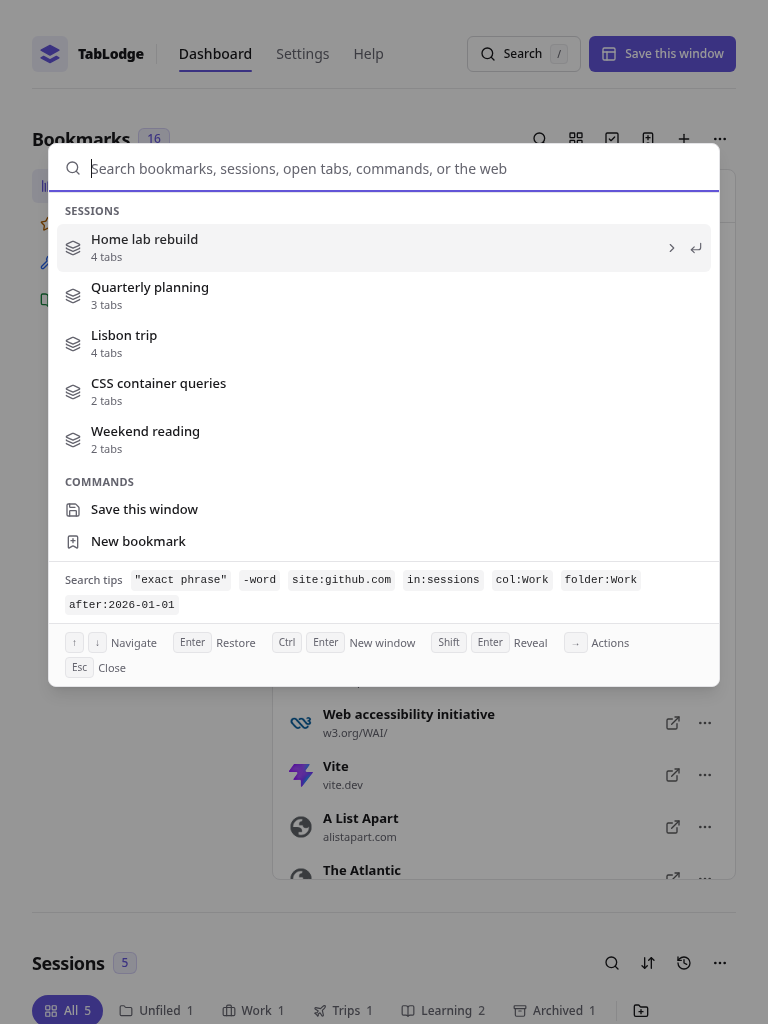 TabLodge
Dashboard
Settings
Help
Search
/
Save this window
Bookmarks
16
Search bookmarks, sessions, open tabs, commands, or the web
SESSIONS
Home lab rebuild
4 tabs
Quarterly planning
3 tabs
Lisbon trip
4 tabs
CSS container queries
2 tabs
Weekend reading
2 tabs
COMMANDS
Save this window
New bookmark
Search tips "exact phrase" -word site:github.com in:sessions col:Work folder:Work
after:2026-01-01
↑ ↓ Navigate Enter Restore Ctrl Enter New window Shift Enter Reveal → Actions
Esc Close
Web accessibility initiative
w3.org/WAI/
Vite
vite.dev
A List Apart
alistapart.com
The Atlantic
Sessions
5
All 5
Unfiled 1
Work 1
Trips 1
Learning 2
Archived 1